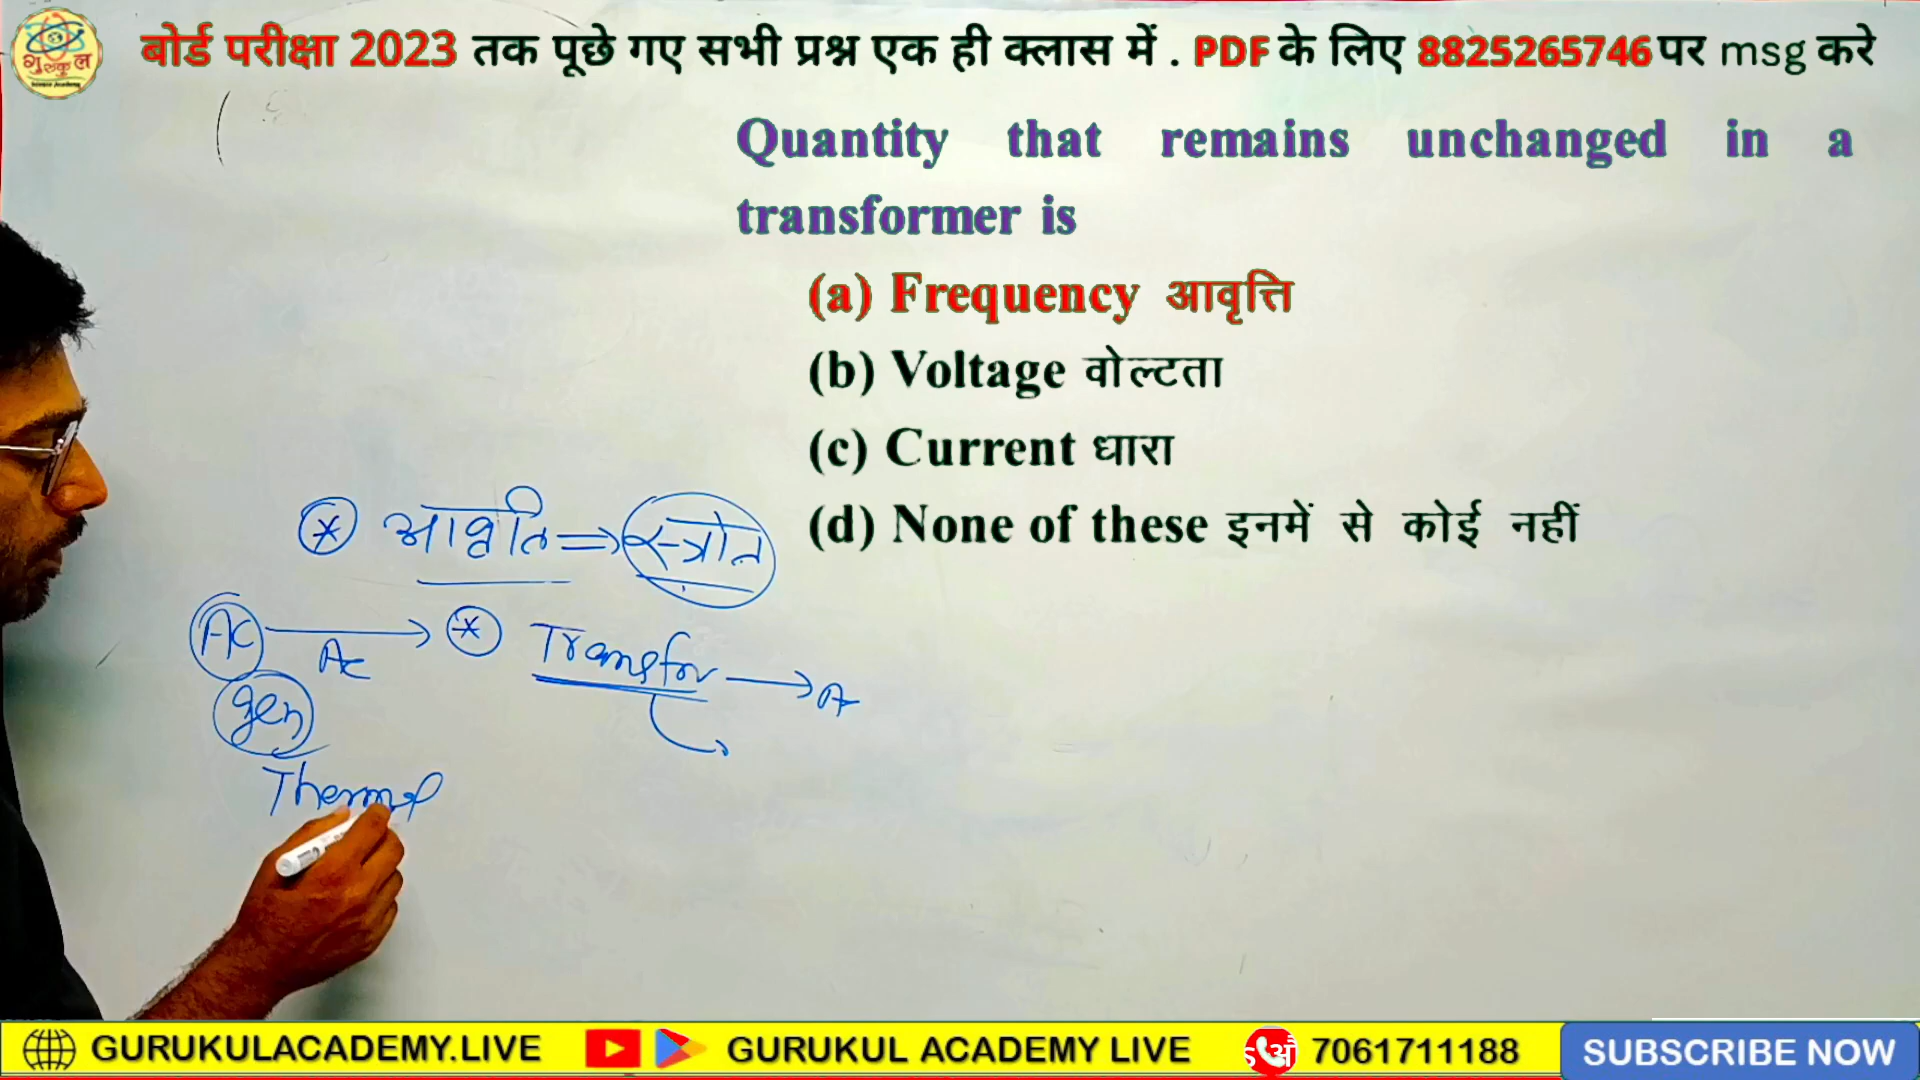 गुरुकुल
Science Academy
बोर्ड परीक्षा 2023 तक पूछे गए सभी प्रश्न एक ही क्लास में . PDF के लिए 8825265746 पर msg करे
Quantity that remains unchanged in a
transformer is
(a) Frequency आवृत्ति
(b) Voltage वोल्टता
(c) Current धारा
(d) None of these इनमें से कोई नहीं
* आवृति ⇒ स्त्रोत
AC → AC * Transfor → A
gen
Thermal
GURUKULACADEMY.LIVE GURUKUL ACADEMY LIVE 7061711188 SUBSCRIBE NOW